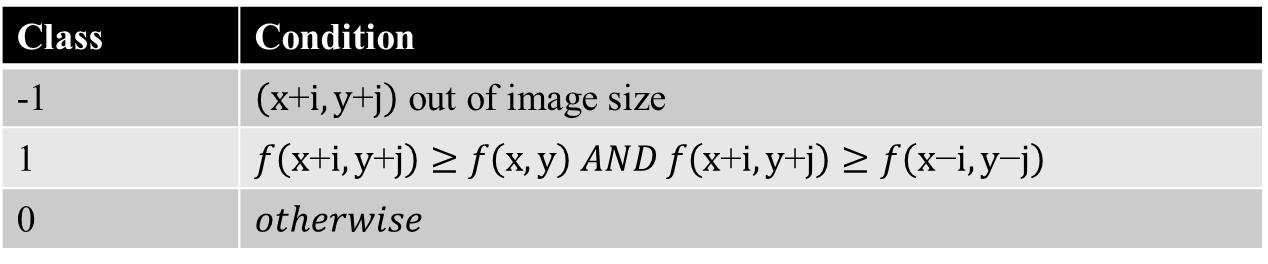 Class Condition
-1 (x+i, y+j) out of image size
1 f(x+i, y+j) ≥ f(x, y) AND f(x+i, y+j) ≥ f(x−i, y−j)
0 otherwise